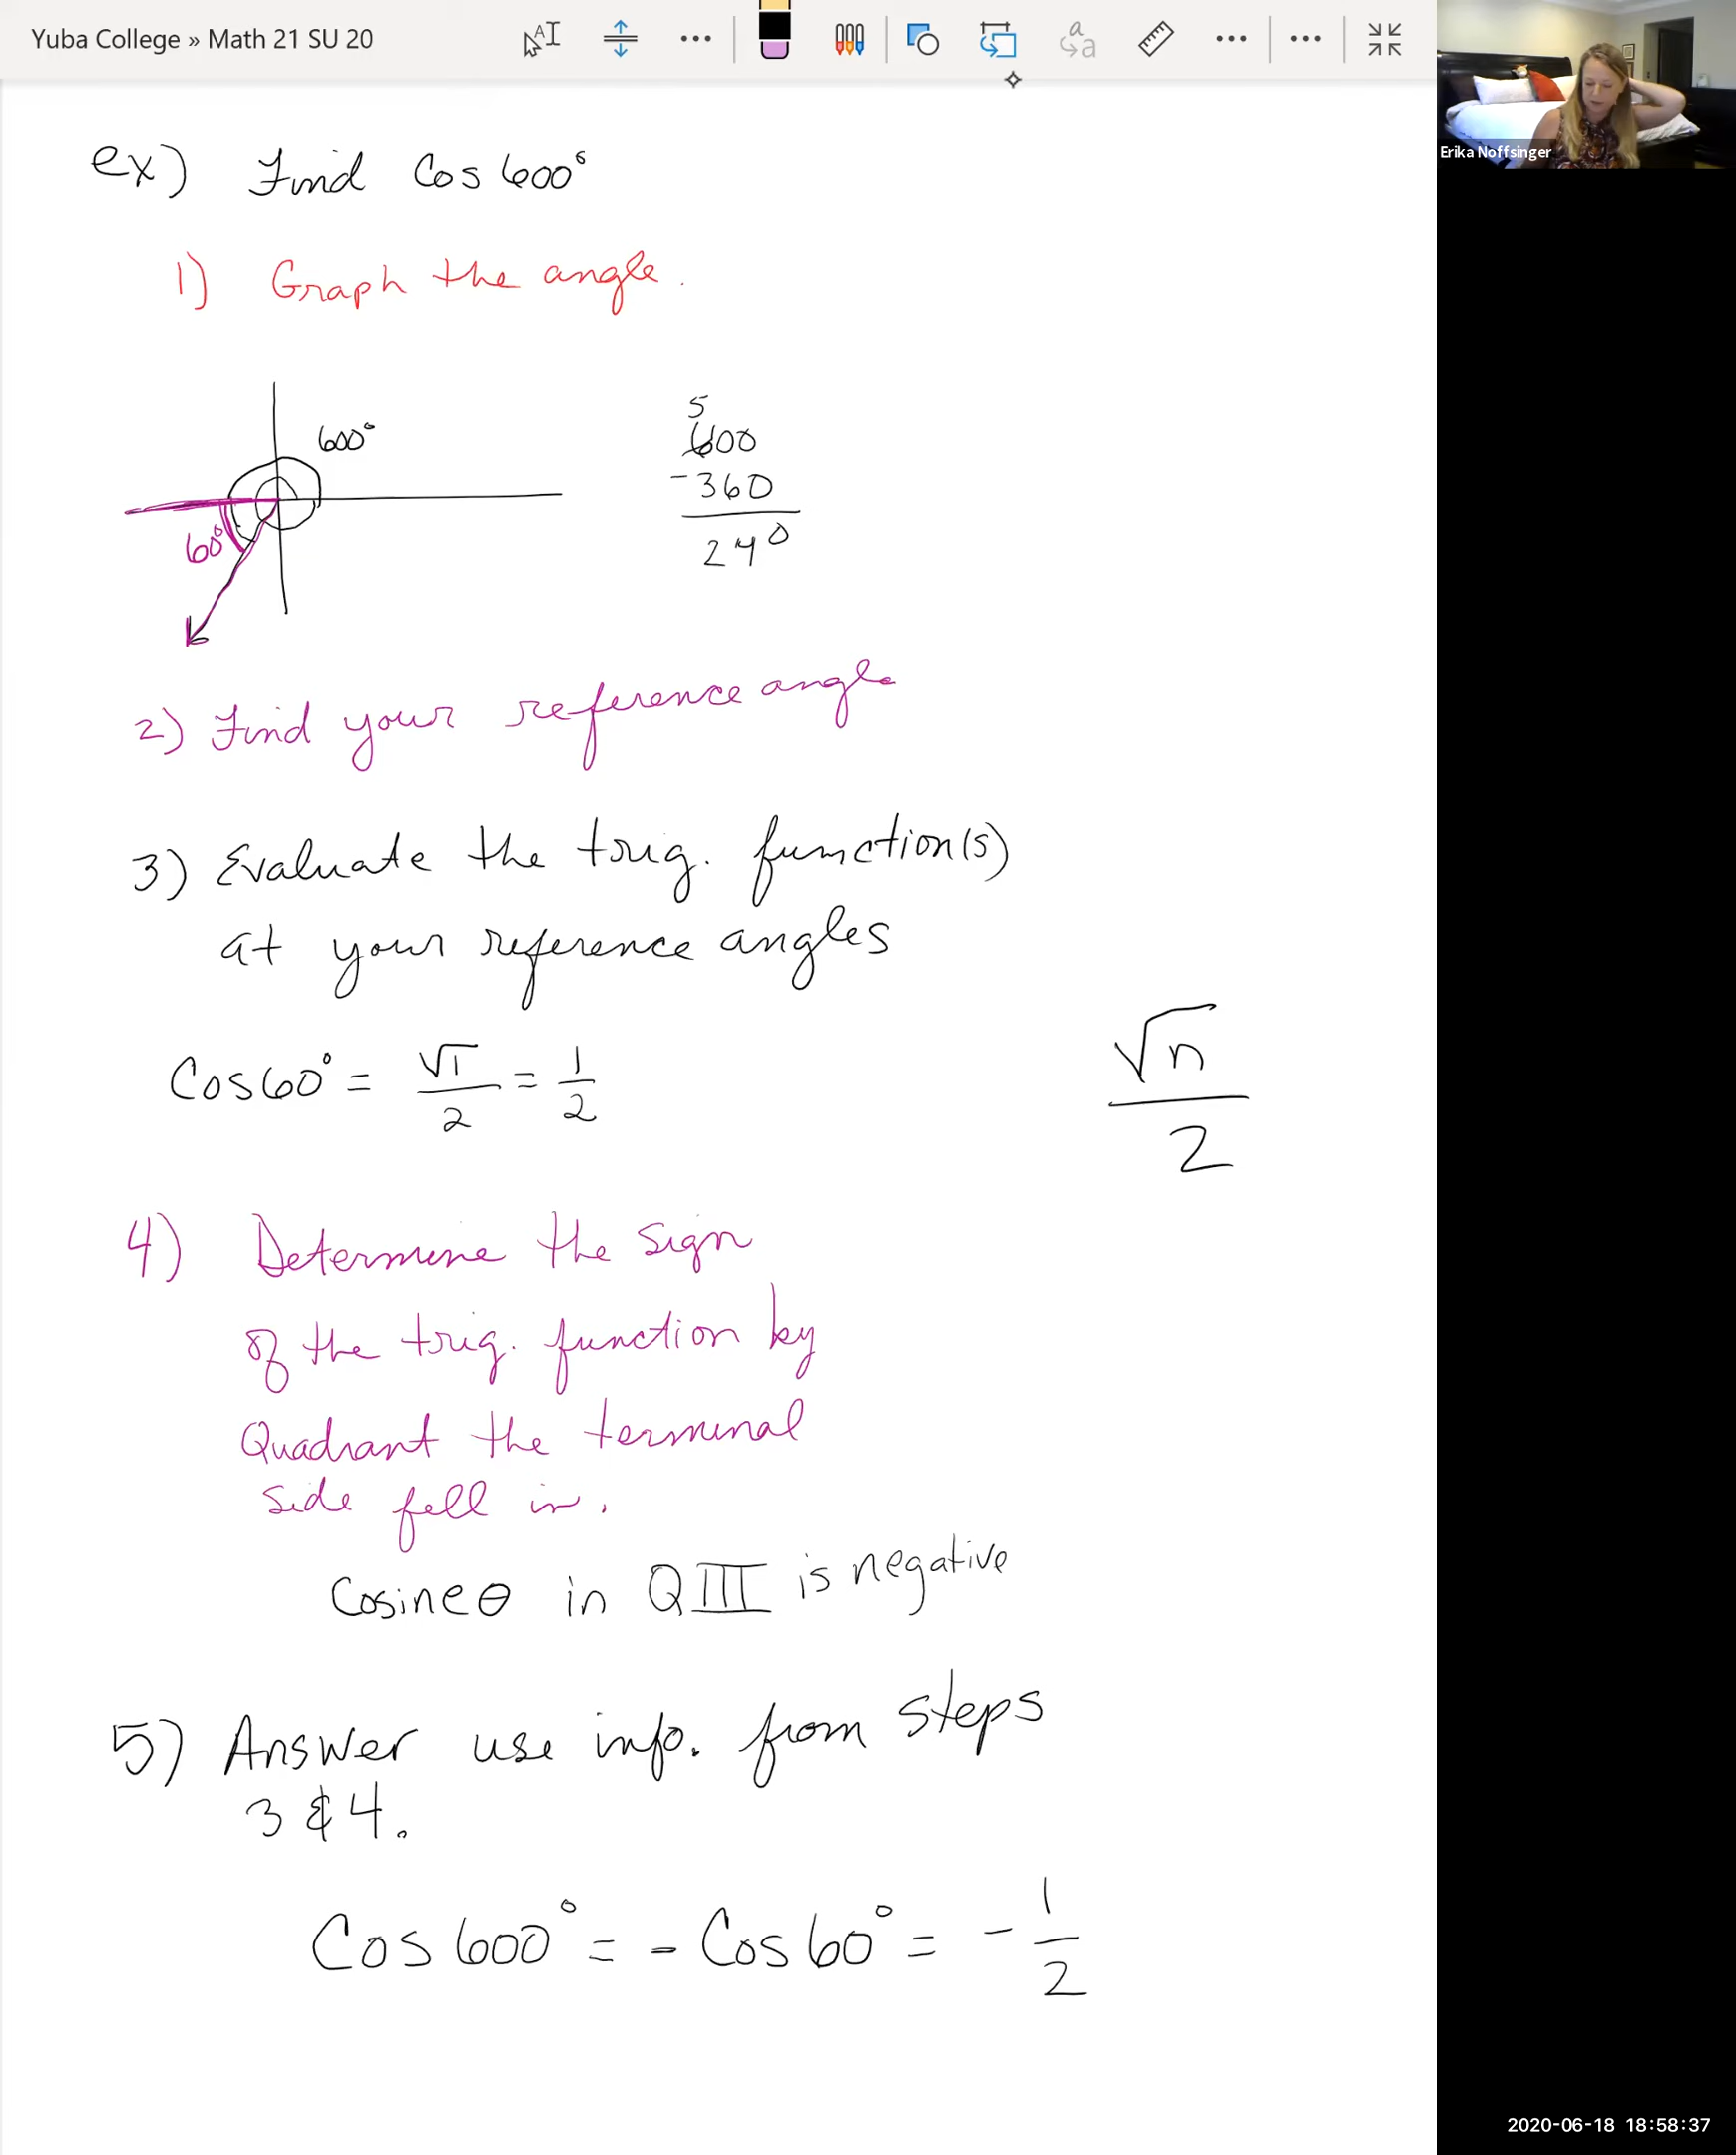 Yuba College » Math 21 SU 20
Erika Noffsinger
ex) Find Cos 600°
1) Graph the angle.
600°
60°
5
600
-360
240
2) Find your reference angle
3) Evaluate the trig. function(s)
at your reference angles
Cos 60° = √1/2 = 1/2
√n/2
4) Determine the sign
of the trig. function by
Quadrant the terminal
side fell in.
Cosine θ in QIII is negative
5) Answer use info. from steps
3 & 4.
Cos 600° = - Cos 60° = - 1/2
2020-06-18 18:58:37